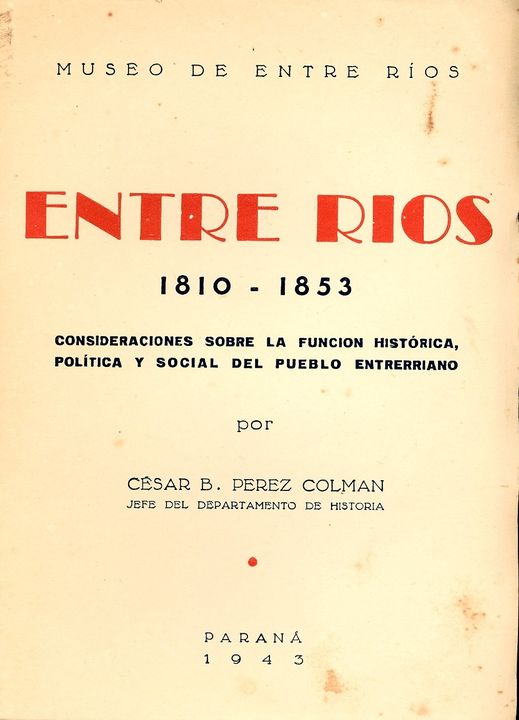 MUSEO DE ENTRE RÍOS
ENTRE RIOS
1810 - 1853
CONSIDERACIONES SOBRE LA FUNCION HISTÓRICA,
POLÍTICA Y SOCIAL DEL PUEBLO ENTRERRIANO
por
CÉSAR B. PEREZ COLMAN
JEFE DEL DEPARTAMENTO DE HISTORIA
PARANÁ
1943